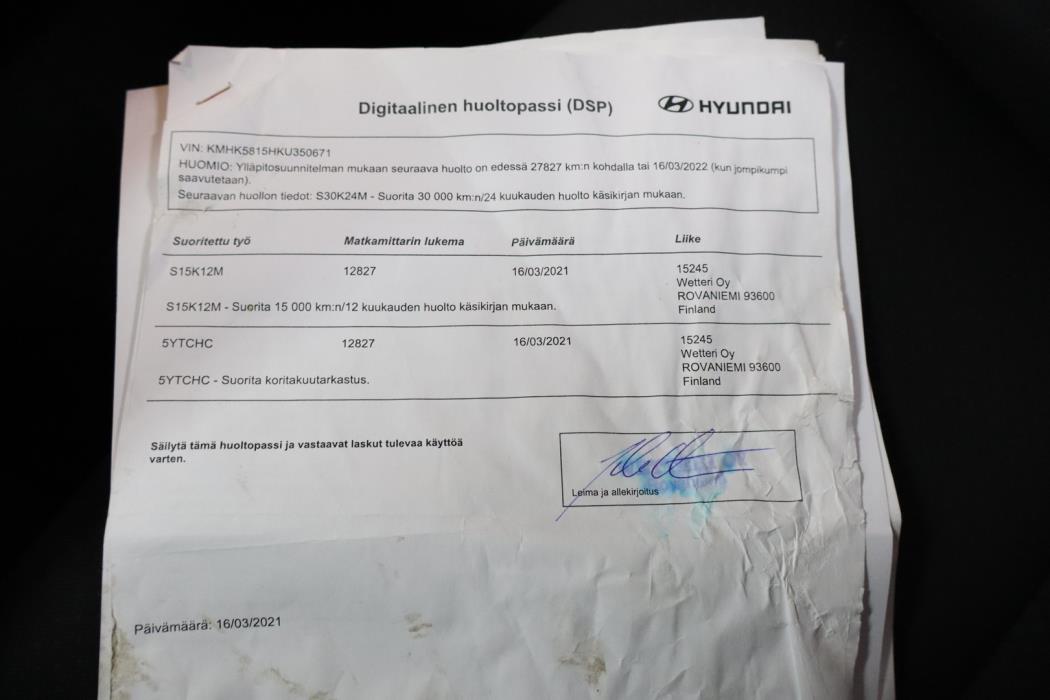 Digitaalinen huoltopassi (DSP)
HYUNDAI
VIN: KMHK5815HKU350671
HUOMIO: Ylläpitosuunnitelman mukaan seuraava huolto on edessä 27827 km:n kohdalla tai 16/03/2022 (kun jompikumpi
saavutetaan).
Seuraavan huollon tiedot: S30K24M - Suorita 30 000 km:n/24 kuukauden huolto käsikirjan mukaan.
Suoritettu työ Matkamittarin lukema Päivämäärä Liike
S15K12M 12827 16/03/2021 15245
Wetteri Oy
ROVANIEMI 93600
Finland
S15K12M - Suorita 15 000 km:n/12 kuukauden huolto käsikirjan mukaan.
5YTCHC 12827 16/03/2021 15245
Wetteri Oy
ROVANIEMI 93600
Finland
5YTCHC - Suorita koritakuutarkastus.
Säilytä tämä huoltopassi ja vastaavat laskut tulevaa käyttöä
varten.
Leima ja allekirjoitus
Päivämäärä: 16/03/2021